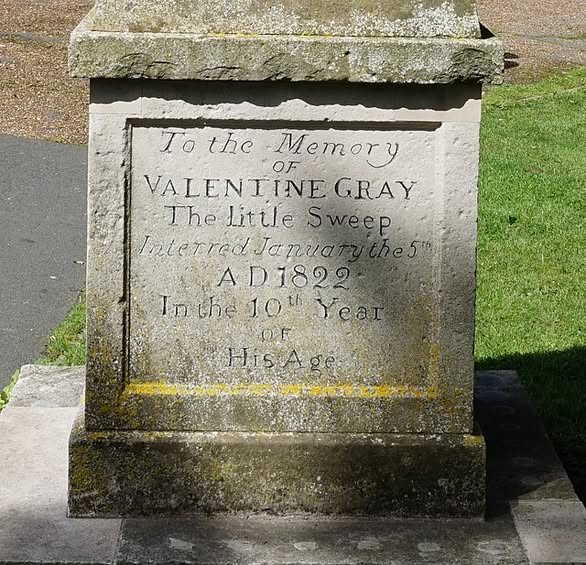 To the Memory
OF
VALENTINE GRAY
The Little Sweep
Interred January the 5th
A D 1822
In the 10th Year
OF
His Age